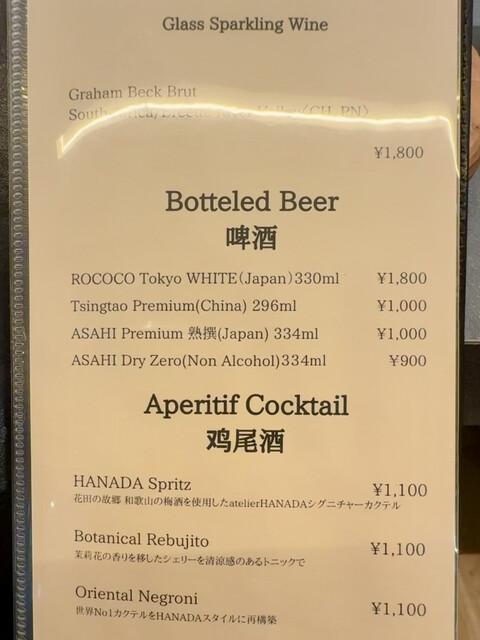 Glass Sparkling Wine
Graham Beck Brut
¥1,800
Botteled Beer
啤酒
ROCOCO Tokyo WHITE(Japan)330ml ¥1,800
Tsingtao Premium(China) 296ml ¥1,000
ASAHI Premium 熟撰(Japan) 334ml ¥1,000
ASAHI Dry Zero(Non Alcohol)334ml ¥900
Aperitif Cocktail
鸡尾酒
HANADA Spritz ¥1,100
花田の故郷 和歌山の梅酒を使用したatelierHANADAシグニチャーカクテル
Botanical Rebujito ¥1,100
茉莉花の香りを移したシェリーを清涼感のあるトニックで
Oriental Negroni ¥1,100
世界No1カクテルをHANADAスタイルに再構築